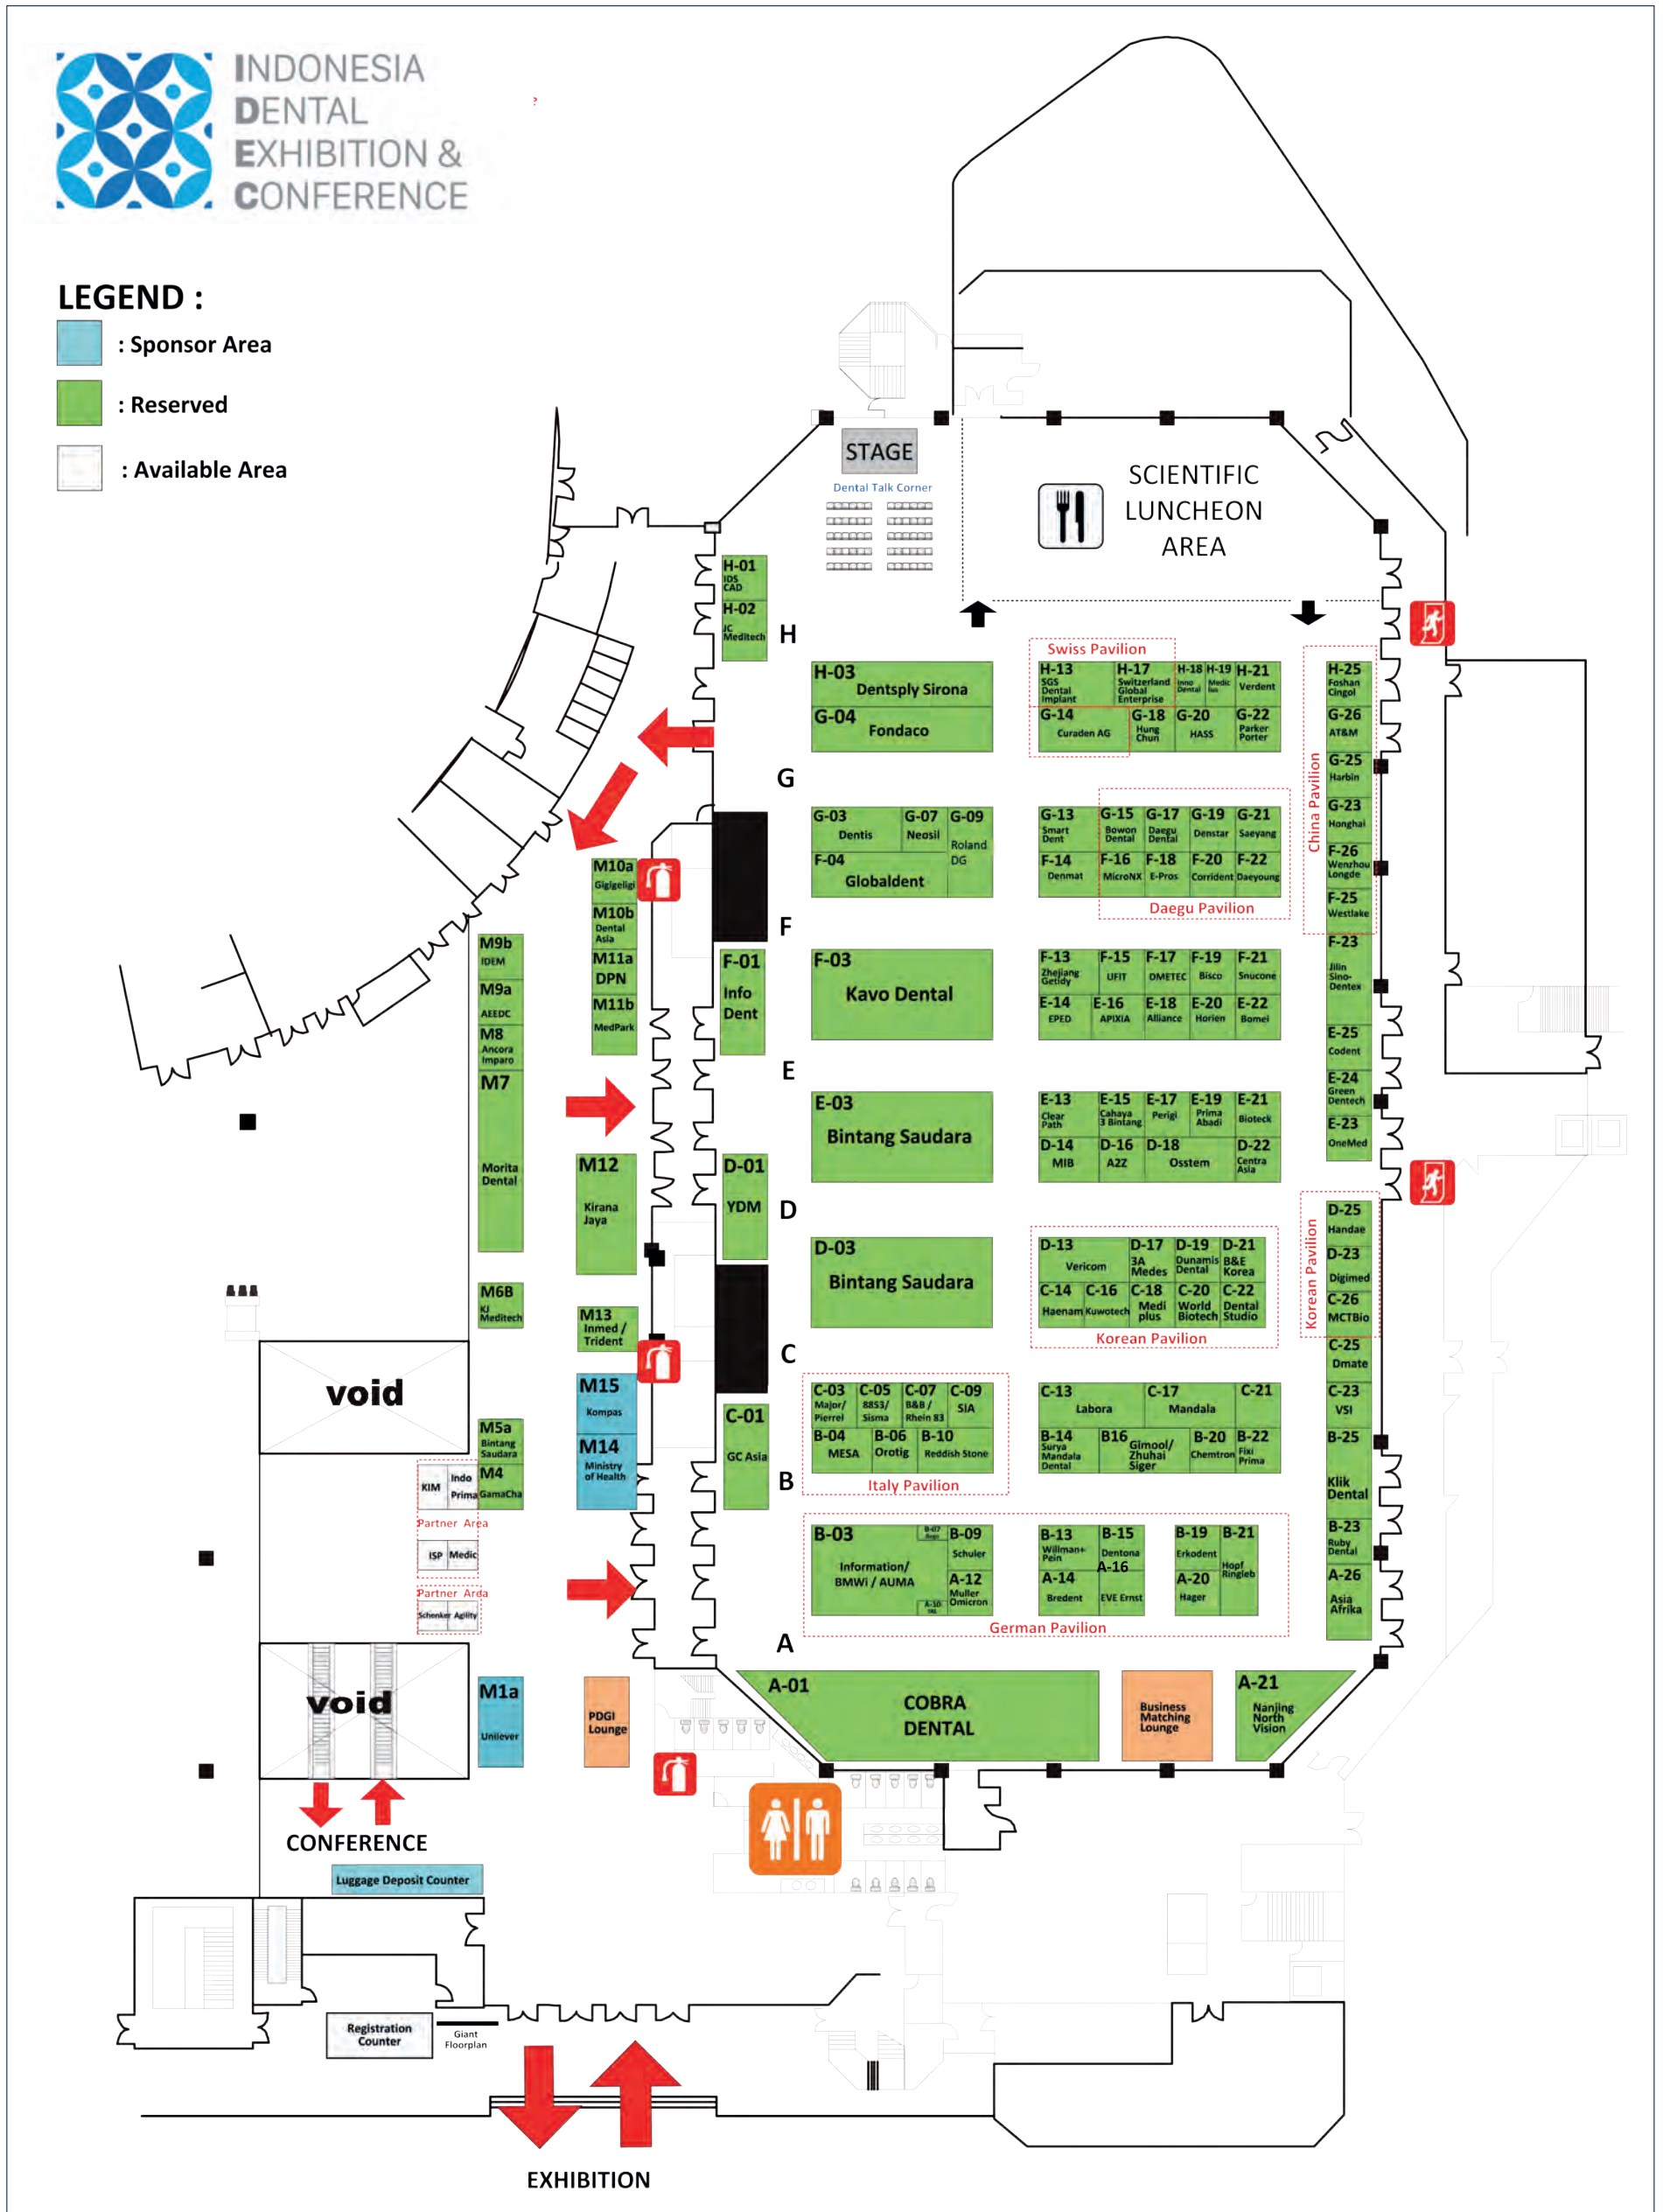 INDONESIA
DENTAL
EXHIBITION &
CONFERENCE
?
LEGEND :
: Sponsor Area
: Reserved
: Available Area
STAGE
Dental Talk Corner
SCIENTIFIC
LUNCHEON
AREA
H-01
IDS
CAD
H-02
JC
Meditech
H
Swiss Pavilion
H-03
Dentsply Sirona
G-04
Fondaco
H-13
SGS
Dental
Implant
H-17
Switzerland
Global
Enterprise
H-18
Inno
Dental
H-19
Medic
lus
H-21
Verdent
G-14
Curaden AG
G-18
Hung
Chun
G-20
HASS
G-22
Parker
Porter
China Pavilion
H-25
Foshan
Cingol
G-26
AT&M
G-25
Harbin
G-23
Honghai
F-26
Wenzhou
Longde
F-25
Westlake
F-23
Jilin
Sino-
Dentex
E-25
Codent
E-24
Green
Dentech
E-23
OneMed
G
G-03
Dentis
G-07
Neosil
G-09
Roland
DG
F-04
Globaldent
G-13
Smart
Dent
G-15
Bowon
Dental
G-17
Daegu
Dental
G-19
Denstar
G-21
Saeyang
F-14
Denmat
F-16
MicroNX
F-18
E-Pros
F-20
Corrident
F-22
Daeyoung
Daegu Pavilion
F
M10a
Gigigeligi
M10b
Dental
Asia
M11a
DPN
M11b
MedPark
M9b
IDEM
M9a
AEEDC
M8
Ancora
Imparo
M7
Morita
Dental
F-01
Info
Dent
F-03
Kavo Dental
F-13
Zhejiang
Getidy
F-15
UFIT
F-17
DMETEC
F-19
Bisco
F-21
Snucone
E-14
EPED
E-16
APIXIA
E-18
Alliance
E-20
Horien
E-22
Bomei
E
E-03
Bintang Saudara
E-13
Clear
Path
E-15
Cahaya
3 Bintang
E-17
Perigi
E-19
Prima
Abadi
E-21
Bioteck
D-14
MIB
D-16
A2Z
D-18
Osstem
D-22
Centra
Asia
M12
Kirana
Jaya
D-01
YDM
D
D-03
Bintang Saudara
D-13
Vericom
D-17
3A
Medes
D-19
Dunamis
Dental
D-21
B&E
Korea
C-14
Haenam
C-16
Kuwotech
C-18
Medi
plus
C-20
World
Biotech
C-22
Dental
Studio
Korean Pavilion
Korean Pavilion
D-25
Handae
D-23
Digimed
C-26
MCTBio
C-25
Dmate
C-23
VSI
B-25
Klik
Dental
B-23
Ruby
Dental
A-26
Asia
Afrika
M6B
KJ
Meditech
M13
Inmed /
Trident
M15
Kompas
M14
Ministry
of Health
void
M5a
Bintang
Saudara
M4
GamaCha
KIM
Indo
Prima
Partner Area
ISP
Medic
Partner Area
Schenker
Agility
C
C-01
GC Asia
C-03
Major/
Pierrel
C-05
8853/
Sisma
C-07
B&B /
Rhein 83
C-09
SIA
B-04
MESA
B-06
Orotig
B-10
Reddish Stone
Italy Pavilion
C-13
Labora
C-17
Mandala
C-21
B-14
Surya
Mandala
Dental
B16
Gimool/
Zhuhai
Siger
B-20
Chemtron
B-22
Fixi
Prima
B
B-03
Information/
BMWi / AUMA
B-07
B-09
Schuler
A-10
A-12
Muller
Omicron
B-13
Willman+
Pein
B-15
Dentona
A-16
A-14
Bredent
EVE Ernst
B-19
Erkodent
B-21
Hopf
Ringleb
A-20
Hager
German Pavilion
A
A-01
COBRA
DENTAL
Business
Matching
Lounge
A-21
Nanjing
North
Vision
void
M1a
Unilever
PDGI
Lounge
CONFERENCE
Luggage Deposit Counter
Registration
Counter
Giant
Floorplan
EXHIBITION